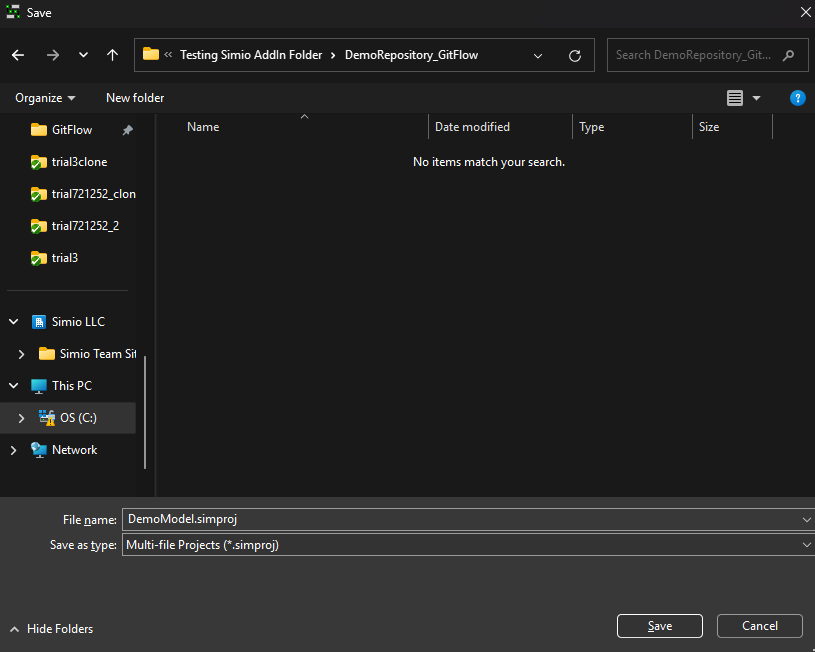 Save
« Testing Simio AddIn Folder › DemoRepository_GitFlow
Search DemoRepository_Git...
Organize
New folder
?
GitFlow
trial3clone
trial721252_clon
trial721252_2
trial3
Simio LLC
Simio Team Sit
This PC
OS (C:)
Network
Name
Date modified
Type
Size
No items match your search.
File name: DemoModel.simproj
Save as type: Multi-file Projects (*.simproj)
Hide Folders
Save
Cancel